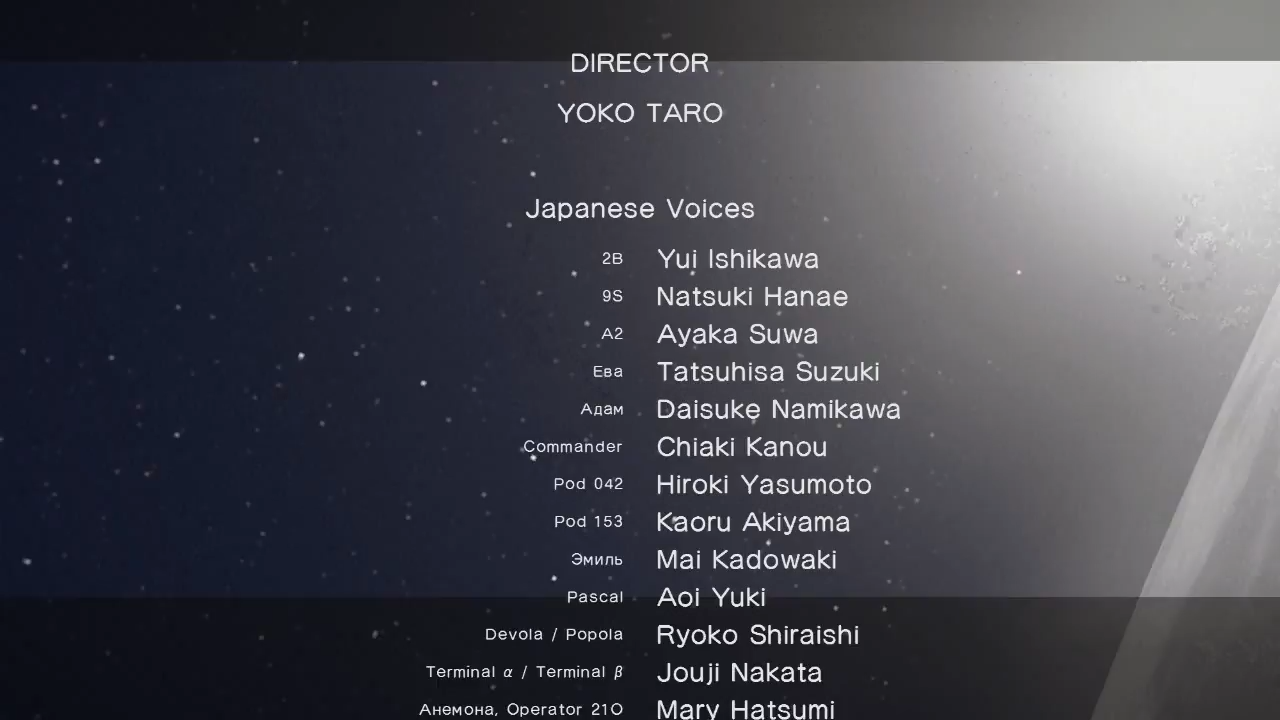 DIRECTOR
YOKO TARO
Japanese Voices
2B Yui Ishikawa
9S Natsuki Hanae
A2 Ayaka Suwa
Ева Tatsuhisa Suzuki
Адам Daisuke Namikawa
Commander Chiaki Kanou
Pod 042 Hiroki Yasumoto
Pod 153 Kaoru Akiyama
Эмиль Mai Kadowaki
Pascal Aoi Yuki
Devola / Popola Ryoko Shiraishi
Terminal α / Terminal β Jouji Nakata
Анемона, Operator 21O Mary Hatsumi